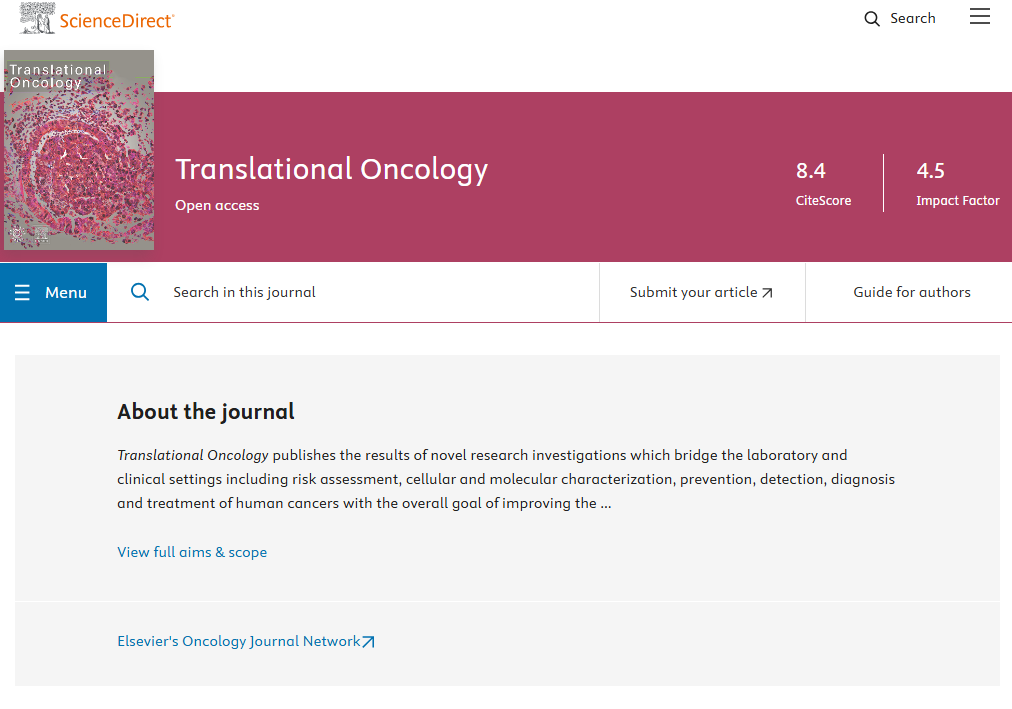 ScienceDirect®
Search
Translational
Oncology
Translational Oncology
Open access
8.4
CiteScore
4.5
Impact Factor
Menu
Search in this journal
Submit your article
Guide for authors
About the journal
Translational Oncology publishes the results of novel research investigations which bridge the laboratory and
clinical settings including risk assessment, cellular and molecular characterization, prevention, detection, diagnosis
and treatment of human cancers with the overall goal of improving the ...
View full aims & scope
Elsevier's Oncology Journal Network